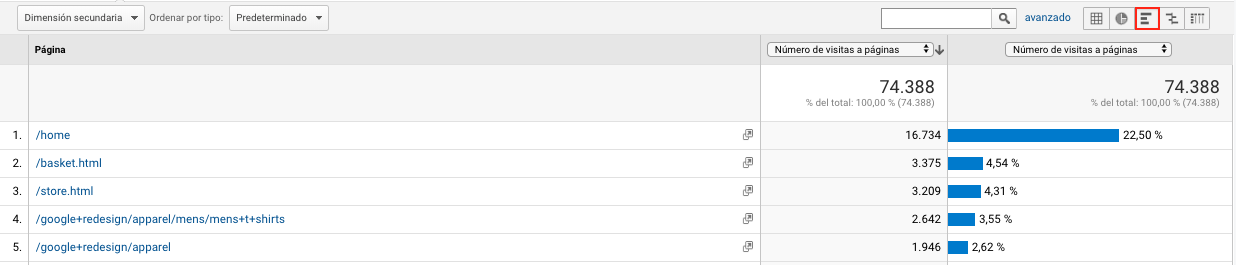 Dimensión secundaria Ordenar por tipo: Predeterminado avanzado
Página Número de visitas a páginas Número de visitas a páginas
74.388 74.388
% del total: 100,00 % (74.388) % del total: 100,00 % (74.388)
1. /home 16.734 22,50 %
2. /basket.html 3.375 4,54 %
3. /store.html 3.209 4,31 %
4. /google+redesign/apparel/mens/mens+t+shirts 2.642 3,55 %
5. /google+redesign/apparel 1.946 2,62 %